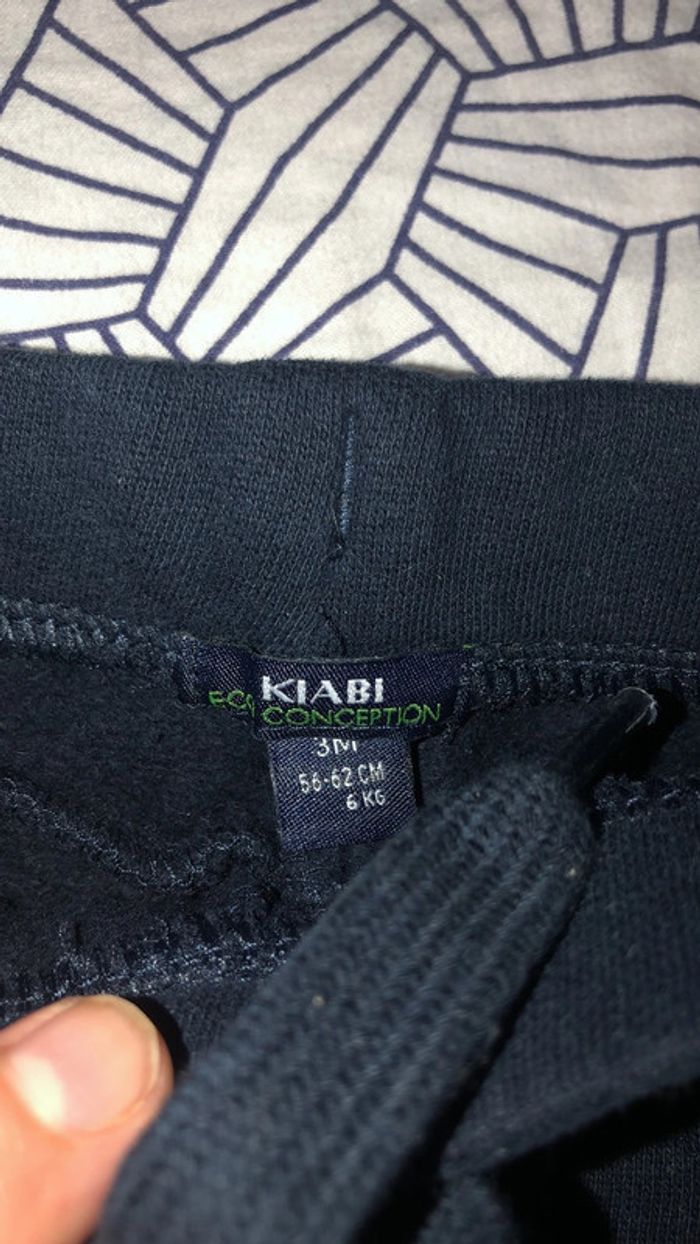 KIABI
ECO CONCEPTION
3M
56-62 CM
6 KG